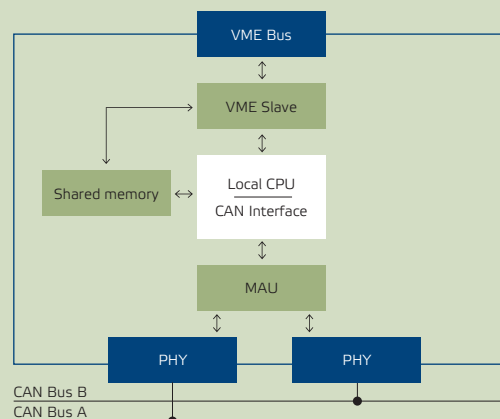 VME Bus
VME Slave
Shared memory
Local CPU
CAN Interface
MAU
PHY
PHY
CAN Bus B
CAN Bus A